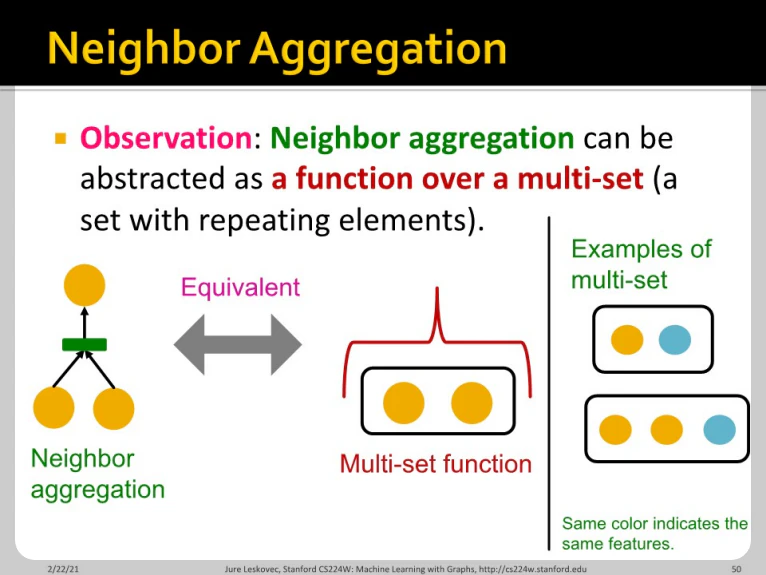 Neighbor Aggregation
Observation: Neighbor aggregation can be
abstracted as a function over a multi-set (a
set with repeating elements).
Equivalent
Neighbor
aggregation
Multi-set function
Examples of
multi-set
Same color indicates the
same features.
2/22/21
Jure Leskovec, Stanford CS224W: Machine Learning with Graphs, http://cs224w.stanford.edu
50